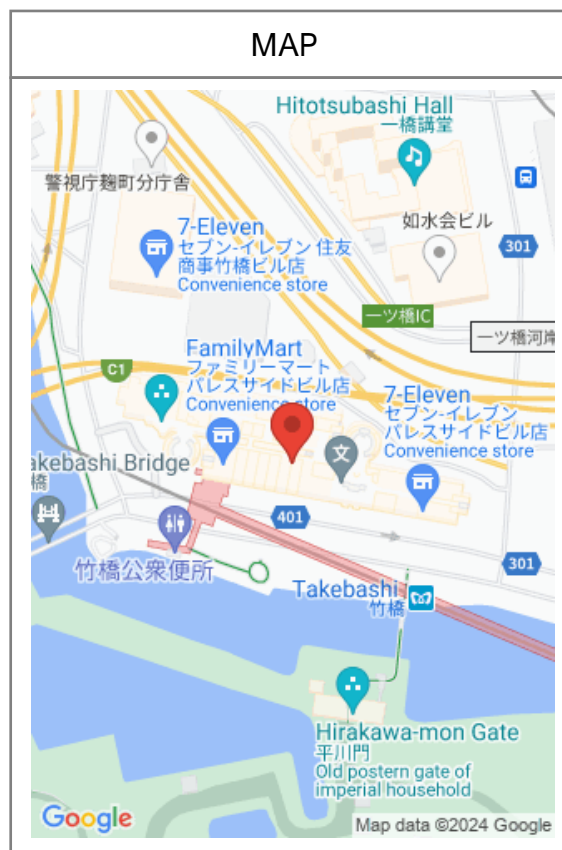 MAP
Hitotsubashi Hall
一橋講堂
警視庁麹町分庁舎
7-Eleven
セブン-イレブン 住友
商事竹橋ビル店
Convenience store
如水会ビル
301
一ツ橋IC
一ツ橋河岸
C1
FamilyMart
ファミリーマート
パレスサイドビル店
Convenience store
7-Eleven
セブン-イレブン
パレスサイドビル店
Convenience store
文
akebashi Bridge
橋
401
301
竹橋公衆便所
Takebashi
竹橋
Hirakawa-mon Gate
平川門
Old postern gate of
imperial household
Google
Map data ©2024 Google